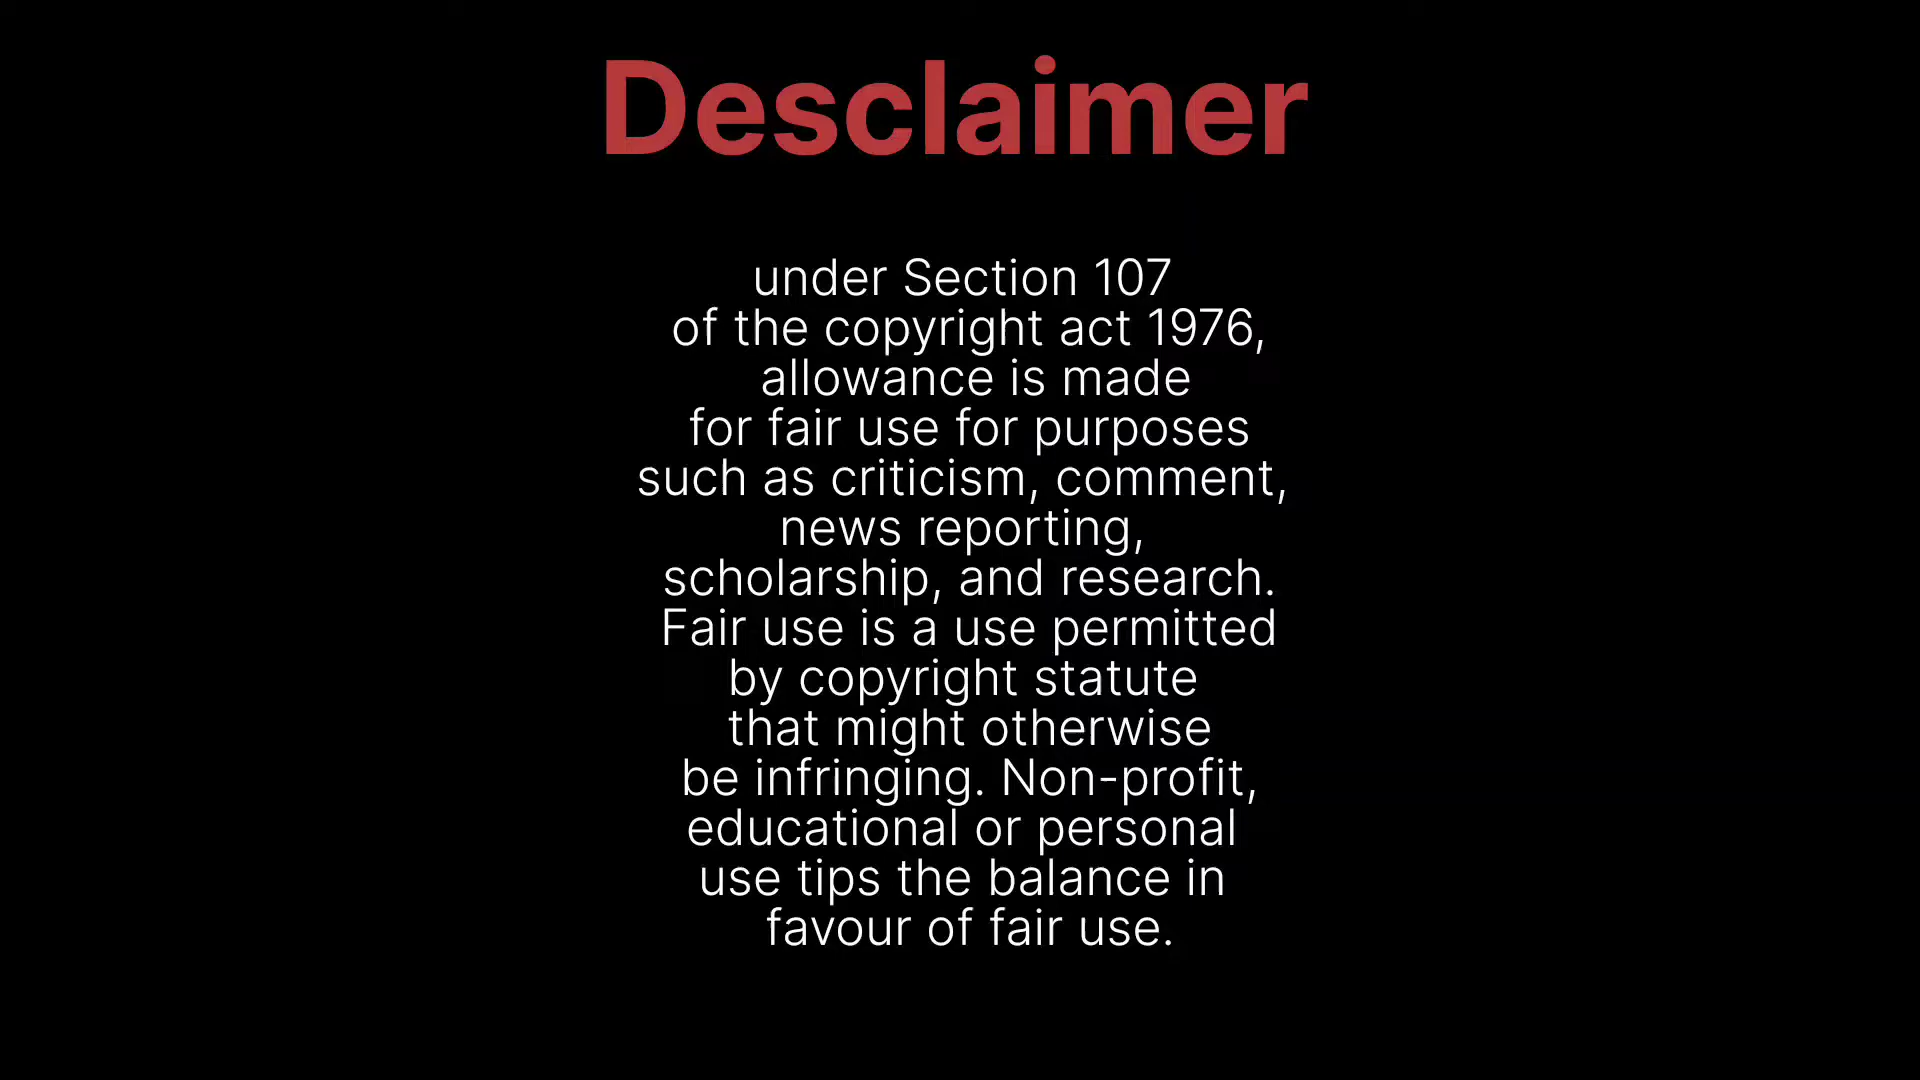 Desclaimer
under Section 107
of the copyright act 1976,
allowance is made
for fair use for purposes
such as criticism, comment,
news reporting,
scholarship, and research.
Fair use is a use permitted
by copyright statute
that might otherwise
be infringing. Non-profit,
educational or personal
use tips the balance in
favour of fair use.